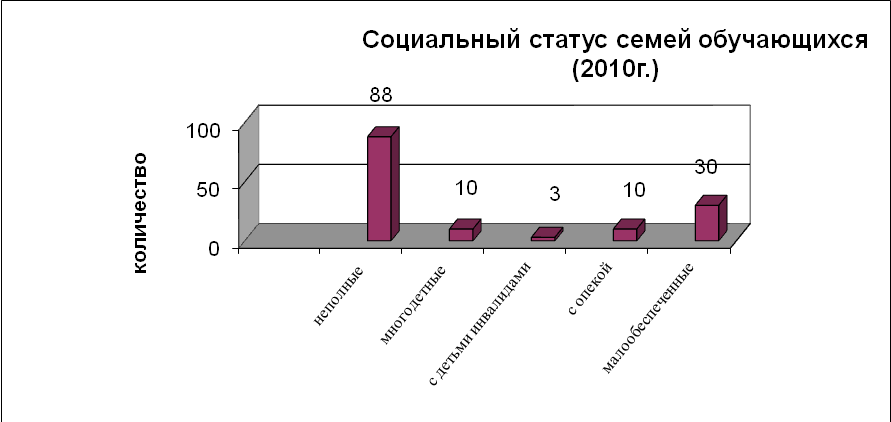 Социальный статус семей обучающихся
(2010г.)
88
100
50
0
10
3
10
30
количество
неполные
многодетные
с детьми инвалидами
с опекой
малообеспеченные